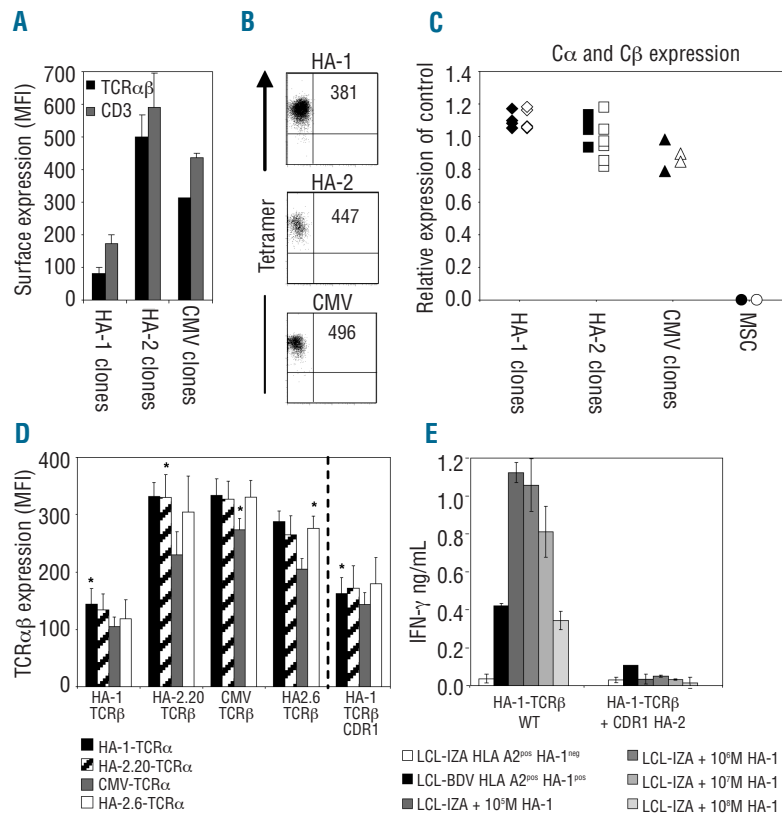 A
Surface expression (MFI)
700
600
500
400
300
200
100
0
TCRαβ
CD3
HA-1 clones
HA-2 clones
CMV clones
B
Tetramer
HA-1
381
HA-2
447
CMV
496
C
Cα and Cβ expression
Relative expression of control
1.4
1.2
1.0
0.8
0.6
0.4
0.2
0.0
HA-1 clones
HA-2 clones
CMV clones
MSC
D
TCRαβ expression (MFI)
400
300
200
100
0
*
*
*
*
*
HA-1
TCRβ
HA-2.20
TCRβ
CMV
TCRβ
HA2.6
TCRβ
HA-1
TCRβ
CDR1
HA-1-TCRα
HA-2.20-TCRα
CMV-TCRα
HA-2.6-TCRα
E
IFN-γ ng/mL
1.2
1.0
0.8
0.6
0.4
0.2
0.0
HA-1-TCRβ
WT
HA-1-TCRβ
+ CDR1 HA-2
LCL-IZA HLA A2ᵖᵒˢ HA-1ⁿᵉᵍ
LCL-BDV HLA A2ᵖᵒˢ HA-1ᵖᵒˢ
LCL-IZA + 10⁵M HA-1
LCL-IZA + 10⁶M HA-1
LCL-IZA + 10⁷M HA-1
LCL-IZA + 10⁸M HA-1